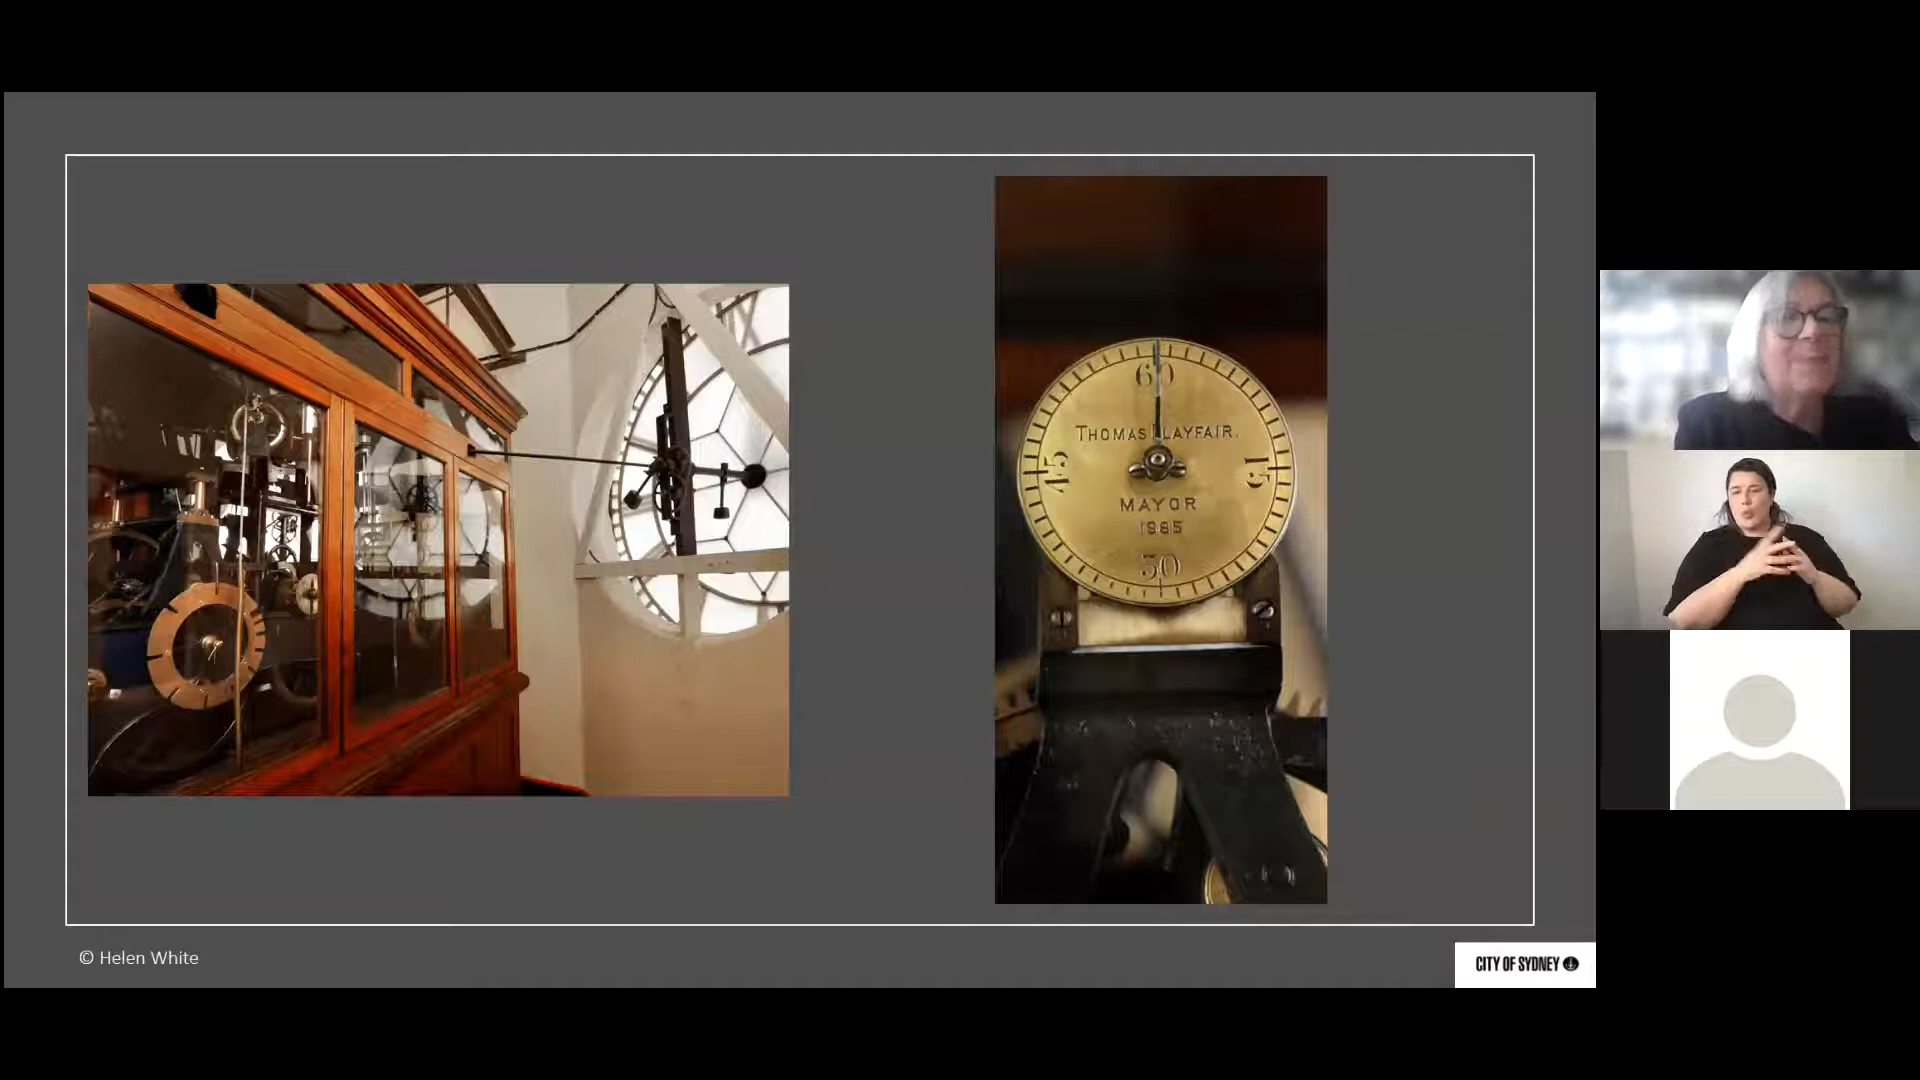 60
THOMAS PLAYFAIR.
45 15
MAYOR
1885
30
© Helen White
CITY OF SYDNEY